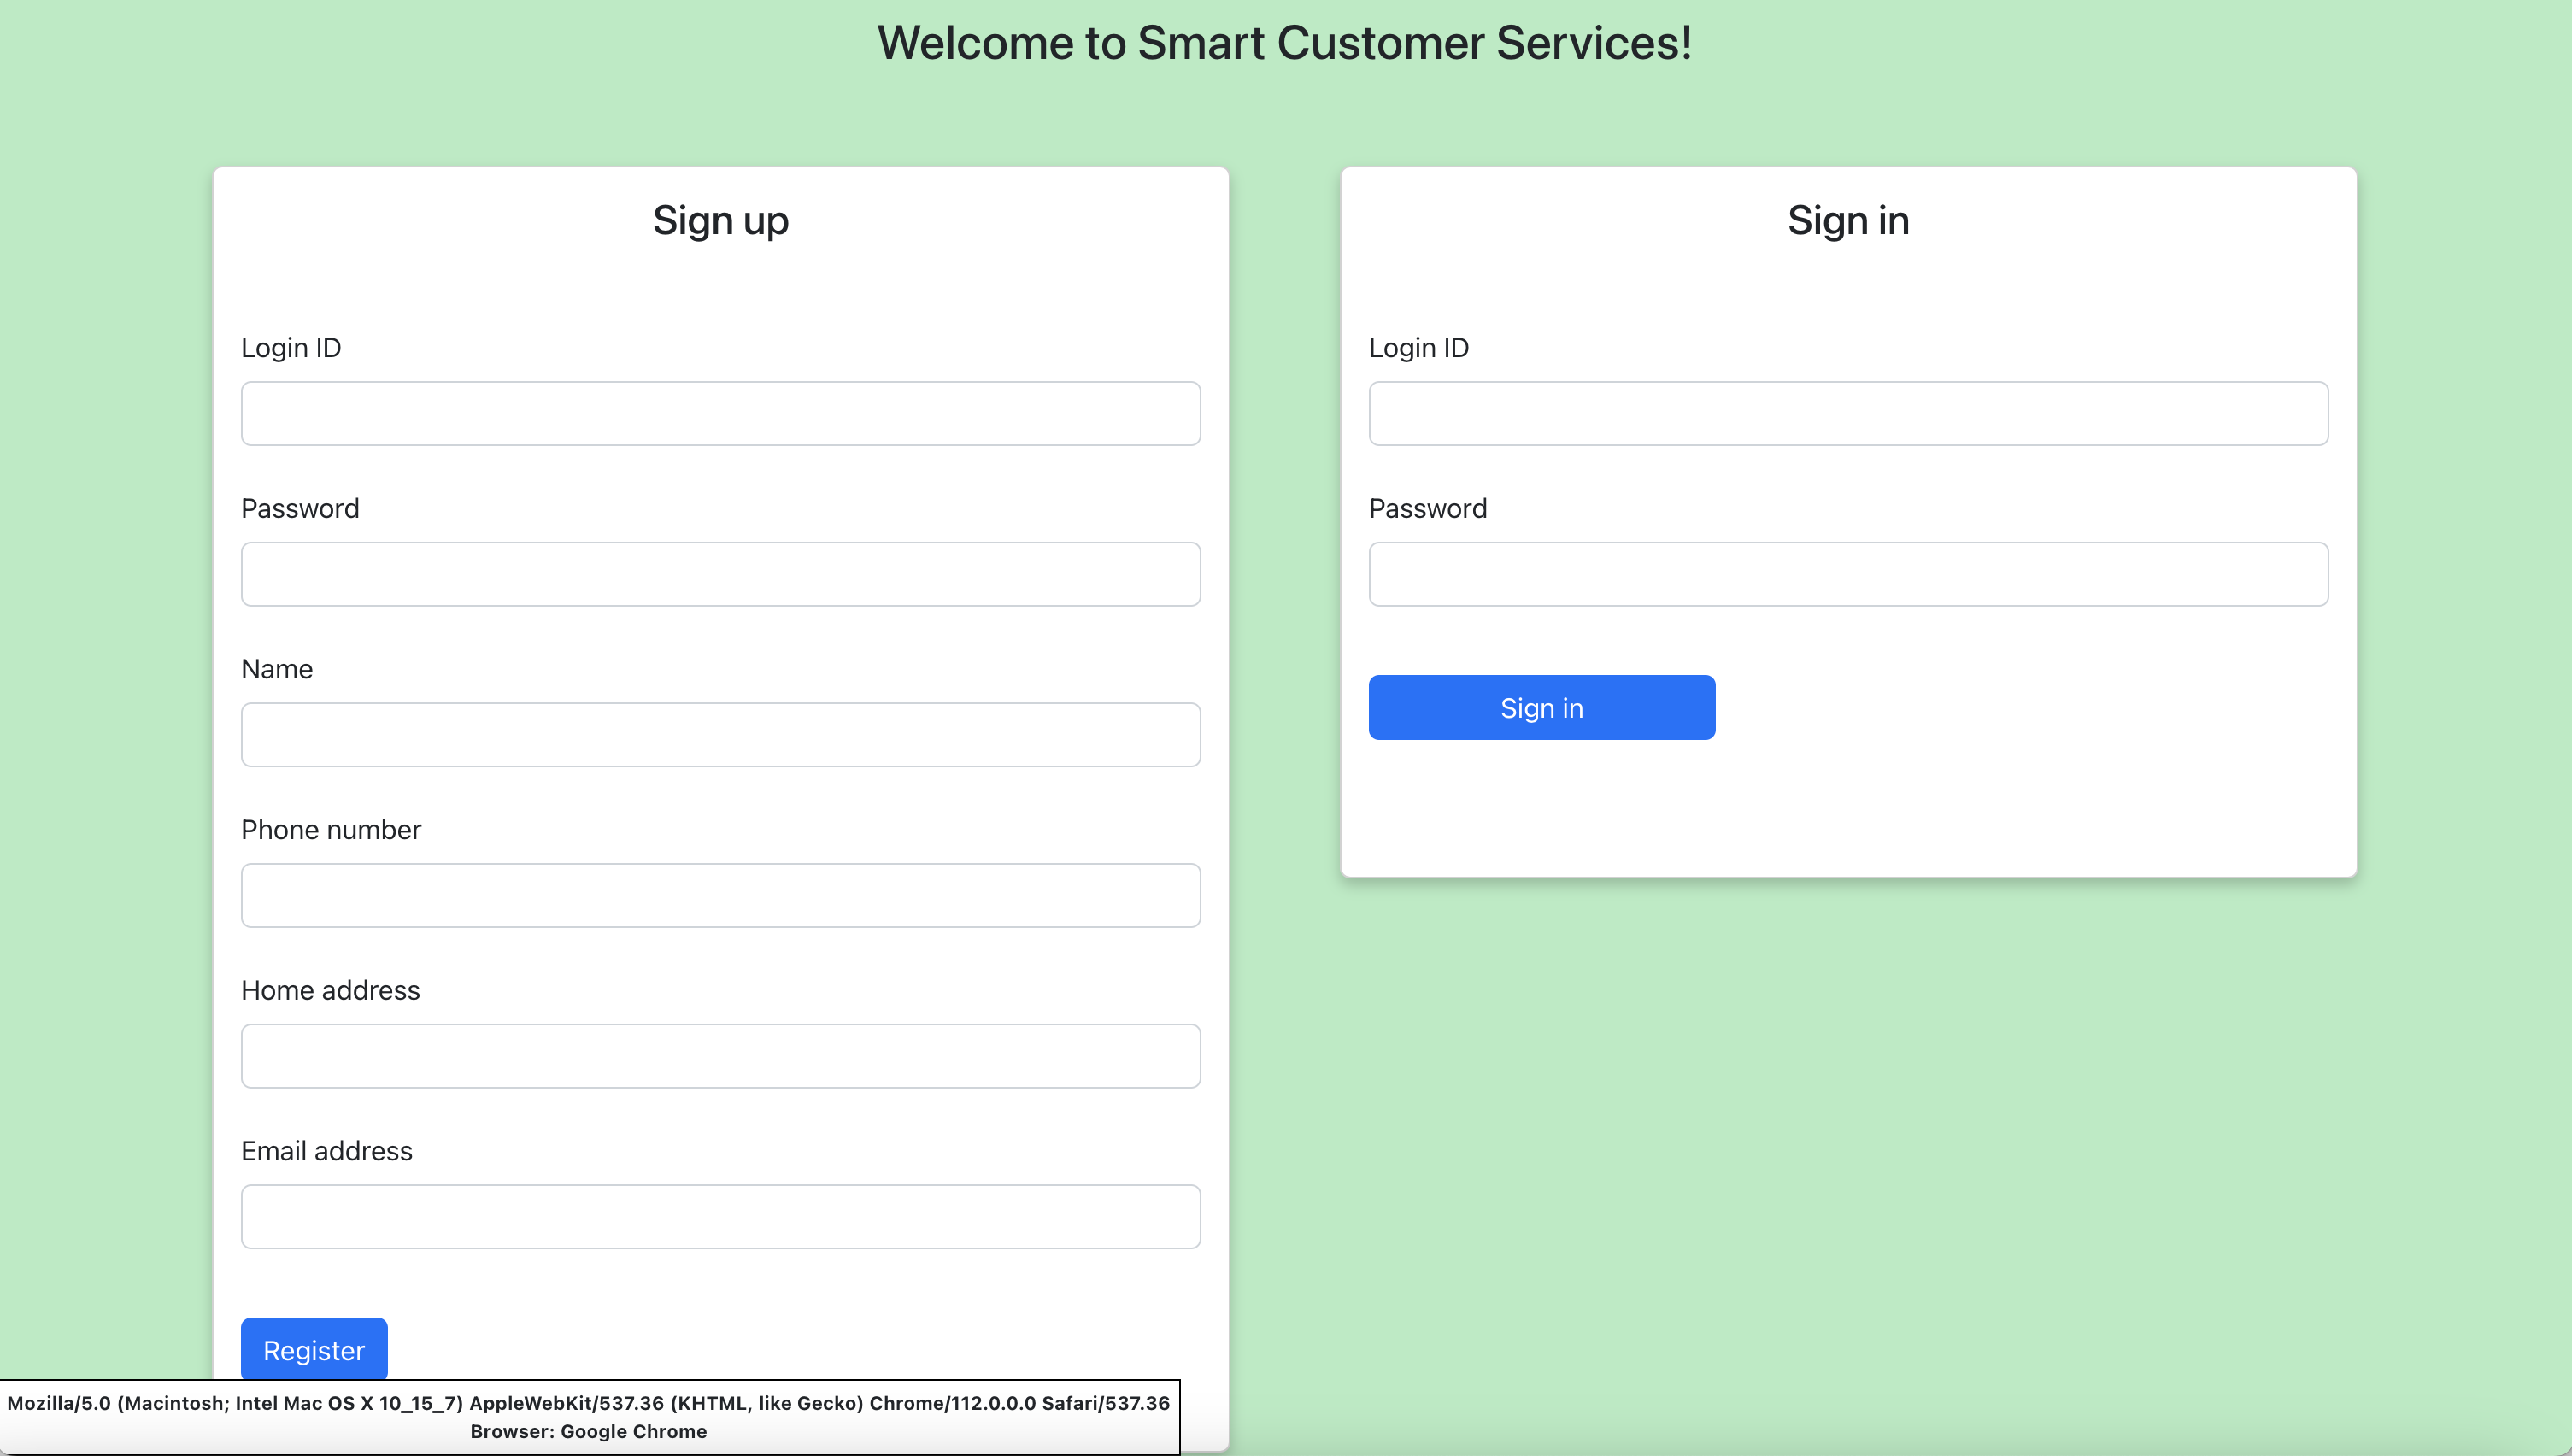 Welcome to Smart Customer Services!
Sign up
Login ID
Password
Name
Phone number
Home address
Email address
Register
Sign in
Login ID
Password
Sign in
Mozilla/5.0 (Macintosh; Intel Mac OS X 10_15_7) AppleWebKit/537.36 (KHTML, like Gecko) Chrome/112.0.0.0 Safari/537.36
Browser: Google Chrome